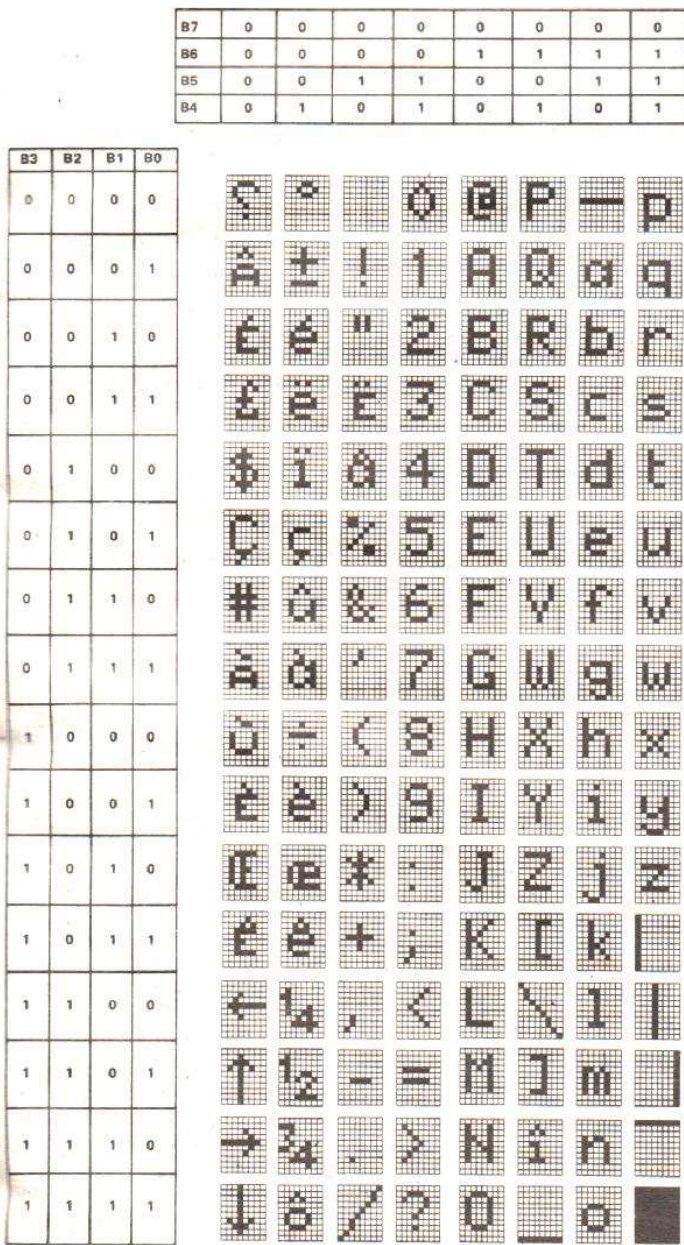 B7 0 0 0 0 0 0 0 0
B6 0 0 0 0 1 1 1 1
B5 0 0 1 1 0 0 1 1
B4 0 1 0 1 0 1 0 1
B3 B2 B1 B0
0 0 0 0 ° 0 @ P — p
0 0 0 1 Â ± ! 1 A Q a q
0 0 1 0 É é " 2 B R b r
0 0 1 1 £ ë Ë 3 C S c s
0 1 0 0 $ ï â 4 D T d t
0 1 0 1 Ç ç % 5 E U e u
0 1 1 0 # û & 6 F V f v
0 1 1 1 À à ' 7 G W g w
1 0 0 0 ù ÷ ( 8 H X h x
1 0 0 1 È è ) 9 I Y i y
1 0 1 0 Œ œ * : J Z j z
1 0 1 1 Ê ê + ; K [ k
1 1 0 0 ← ¼ , < L \ l |
1 1 0 1 ↑ ½ - = M ] m
1 1 1 0 → ¾ . > N î n
1 1 1 1 ↓ ô / ? O _ o